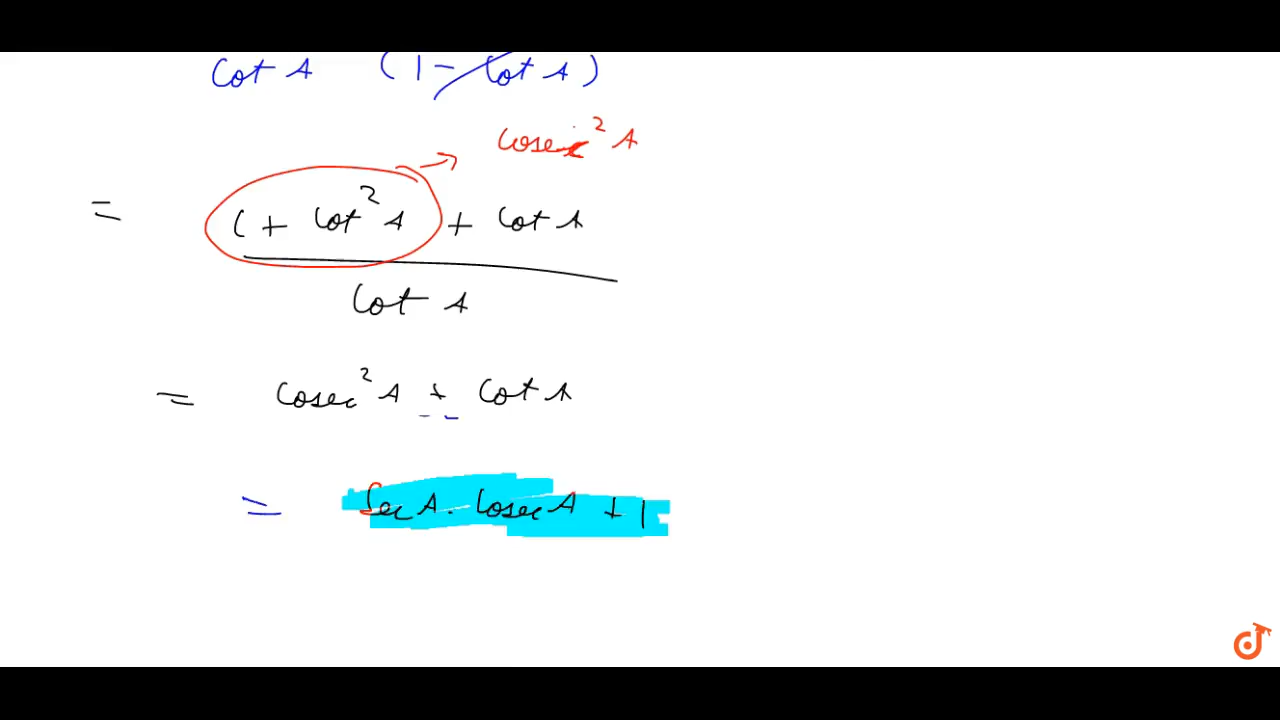 Cot A (1 - Cot A)
Cosec² A
= (1 + Cot² A + Cot A
Cot A
= Cosec² A + Cot A
= Sec A . Cosec A + 1